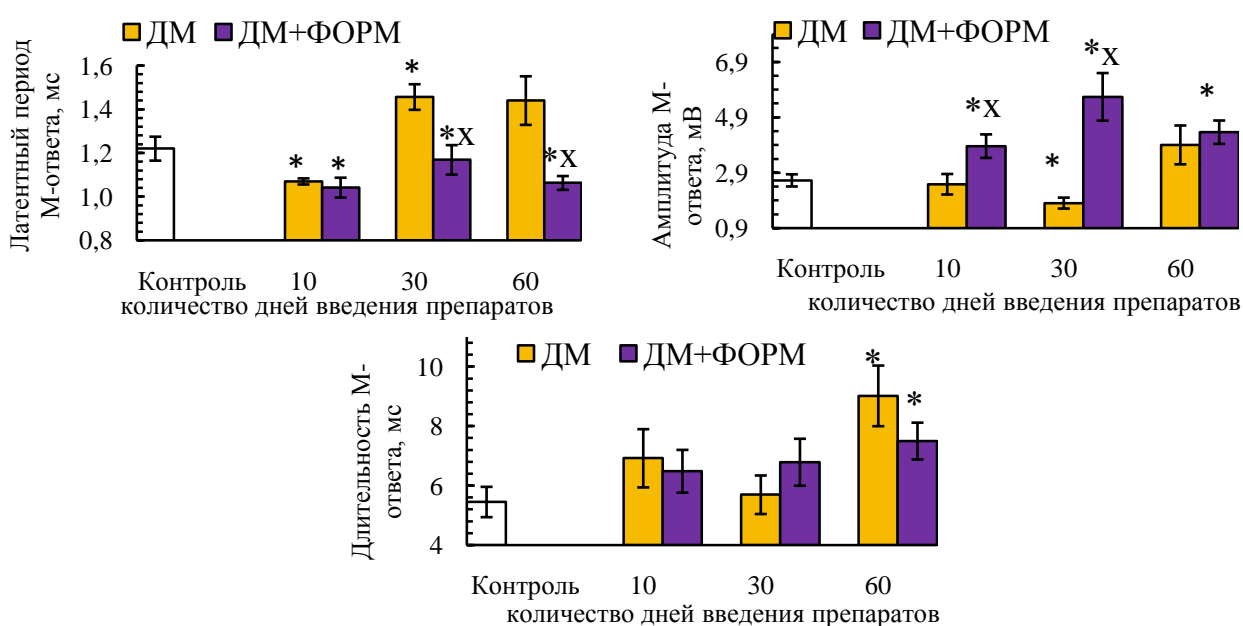 Латентный период
М-ответа, мс
ДМ ДМ+ФОРМ
1,6
1,4
1,2
1,0
0,8
* * * *X *X
Контроль 10 30 60
количество дней введения препаратов
Амплитуда М-
ответа, мВ
ДМ ДМ+ФОРМ
6,9
4,9
2,9
0,9
*X * *X *
Контроль 10 30 60
количество дней введения препаратов
Длительность М-
ответа, мс
ДМ ДМ+ФОРМ
10
8
6
4
* *
Контроль 10 30 60
количество дней введения препаратов